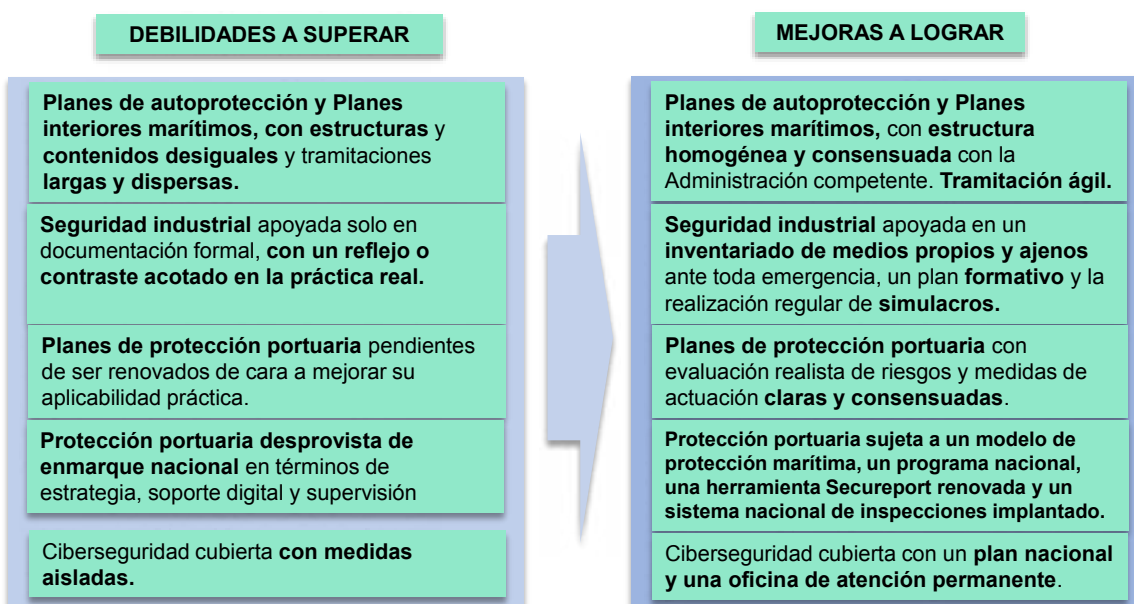 DEBILIDADES A SUPERAR
Planes de autoprotección y Planes
interiores marítimos, con estructuras y
contenidos desiguales y tramitaciones
largas y dispersas.
Seguridad industrial apoyada solo en
documentación formal, con un reflejo o
contraste acotado en la práctica real.
Planes de protección portuaria pendientes
de ser renovados de cara a mejorar su
aplicabilidad práctica.
Protección portuaria desprovista de
enmarque nacional en términos de
estrategia, soporte digital y supervisión
Ciberseguridad cubierta con medidas
aisladas.
MEJORAS A LOGRAR
Planes de autoprotección y Planes
interiores marítimos, con estructura
homogénea y consensuada con la
Administración competente. Tramitación ágil.
Seguridad industrial apoyada en un
inventariado de medios propios y ajenos
ante toda emergencia, un plan formativo y la
realización regular de simulacros.
Planes de protección portuaria con
evaluación realista de riesgos y medidas de
actuación claras y consensuadas.
Protección portuaria sujeta a un modelo de
protección marítima, un programa nacional,
una herramienta Secureport renovada y un
sistema nacional de inspecciones implantado.
Ciberseguridad cubierta con un plan nacional
y una oficina de atención permanente.